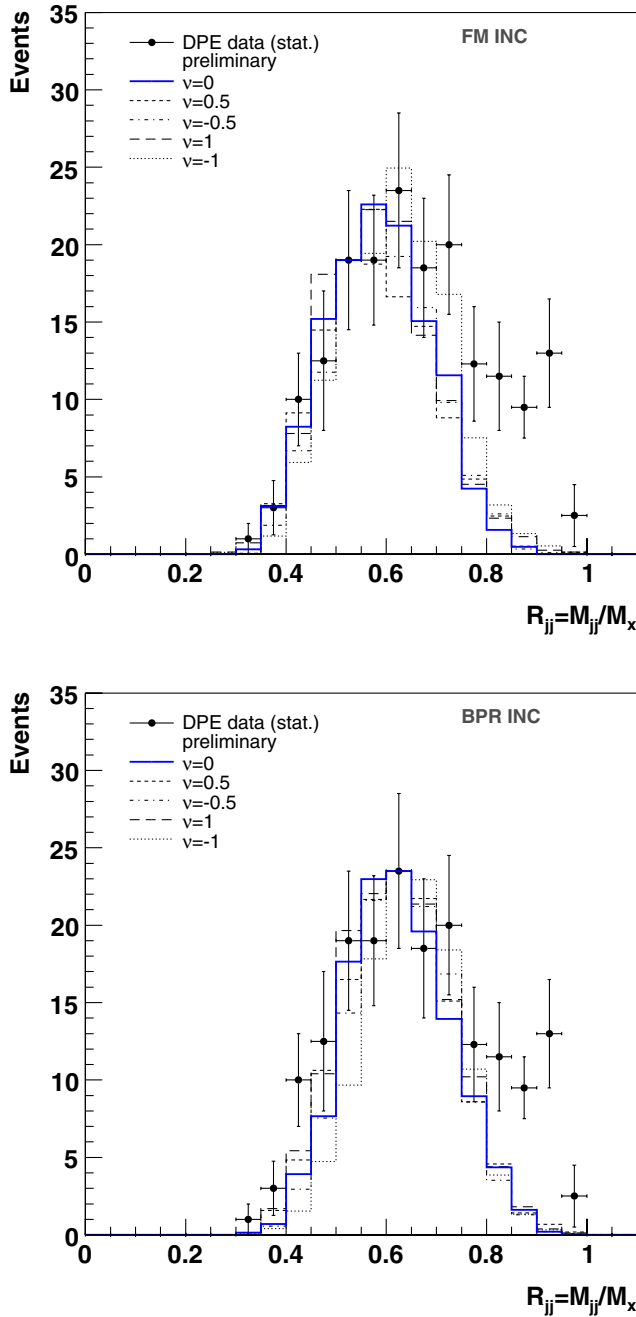 Events
35
30
25
20
15
10
5
0
FM INC
DPE data (stat.)
preliminary
ν=0
ν=0.5
ν=-0.5
ν=1
ν=-1
0 0.2 0.4 0.6 0.8 1
R_jj=M_jj/M_x
Events
35
30
25
20
15
10
5
0
BPR INC
DPE data (stat.)
preliminary
ν=0
ν=0.5
ν=-0.5
ν=1
ν=-1
0 0.2 0.4 0.6 0.8 1
R_jj=M_jj/M_x